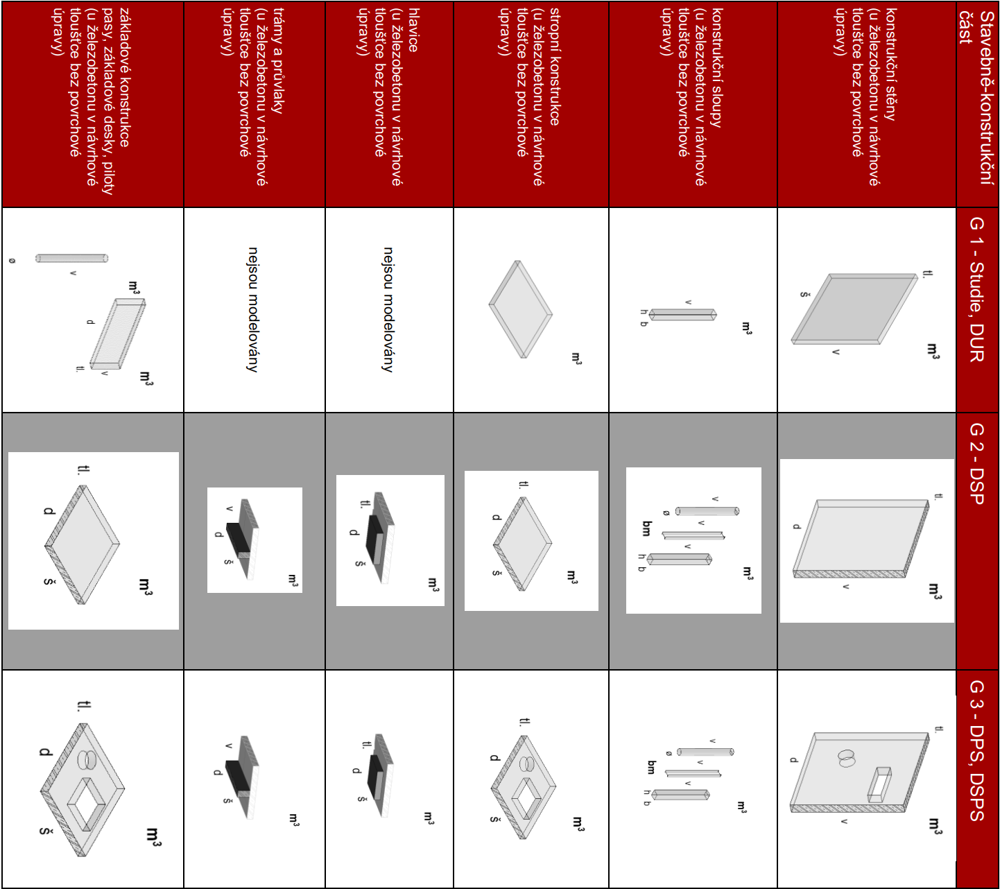 Stavebně-konstrukční
část
G 1 - Studie, DUR
G 2 - DSP
G 3 - DPS, DSPS
konstrukční stěny
(u železobetonu v návrhové
tloušťce bez povrchové
úpravy)
tl.
š
v
m³
tl.
d
v
m³
tl.
d
v
m³
konstrukční sloupy
(u železobetonu v návrhové
tloušťce bez povrchové
úpravy)
v
h b
m³
v
ø
v
bm
v
h b
m³
v
ø
v
bm
v
h b
m³
stropní konstrukce
(u železobetonu v návrhové
tloušťce bez povrchové
úpravy)
m³
tl.
d
š
m³
tl.
d
š
m³
hlavice
(u železobetonu v návrhové
tloušťce bez povrchové
úpravy)
nejsou modelovány
tl.
d
š
m³
tl.
d
š
m³
trámy a průvlaky
(u železobetonu v návrhové
tloušťce bez povrchové
úpravy)
nejsou modelovány
v
d
š
m³
v
d
š
m³
základové konstrukce
pasy, základové desky, piloty
(u železobetonu v návrhové
tloušťce bez povrchové
úpravy)
ø
v
m³
d
tl.
v
m³
tl.
d
š
m³
tl.
d
š
m³